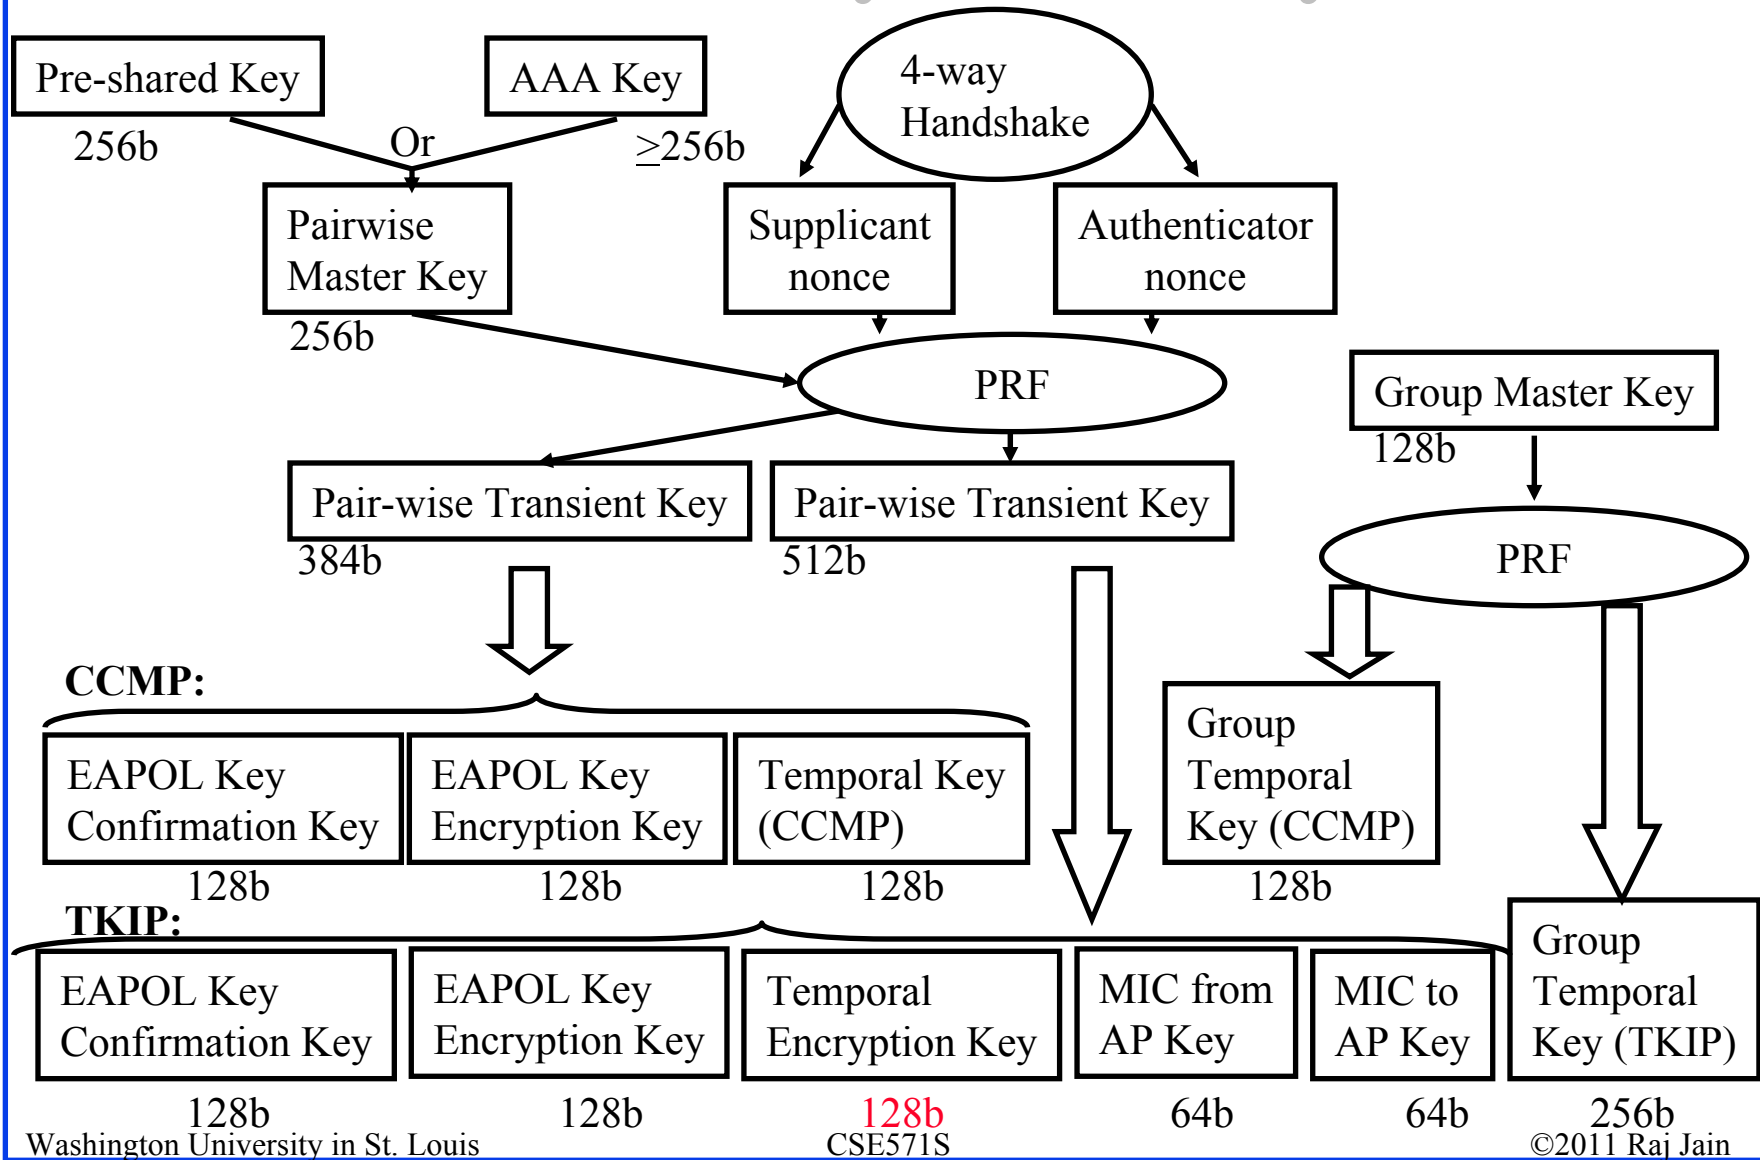 Pre-shared Key
AAA Key
4-way
Handshake
256b
Or
≥256b
Pairwise
Master Key
Supplicant
nonce
Authenticator
nonce
256b
PRF
Group Master Key
128b
Pair-wise Transient Key
Pair-wise Transient Key
384b
512b
PRF
CCMP:
EAPOL Key
Confirmation Key
EAPOL Key
Encryption Key
Temporal Key
(CCMP)
Group
Temporal
Key (CCMP)
128b
128b
128b
128b
TKIP:
EAPOL Key
Confirmation Key
EAPOL Key
Encryption Key
Temporal
Encryption Key
MIC from
AP Key
MIC to
AP Key
Group
Temporal
Key (TKIP)
128b
128b
128b
64b
64b
256b
Washington University in St. Louis
CSE571S
©2011 Raj Jain